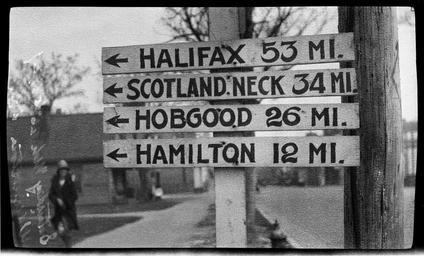 ← HALIFAX 53 MI.
← SCOTLAND NECK 34 MI.
← HOBGOOD 26 MI.
← HAMILTON 12 MI.